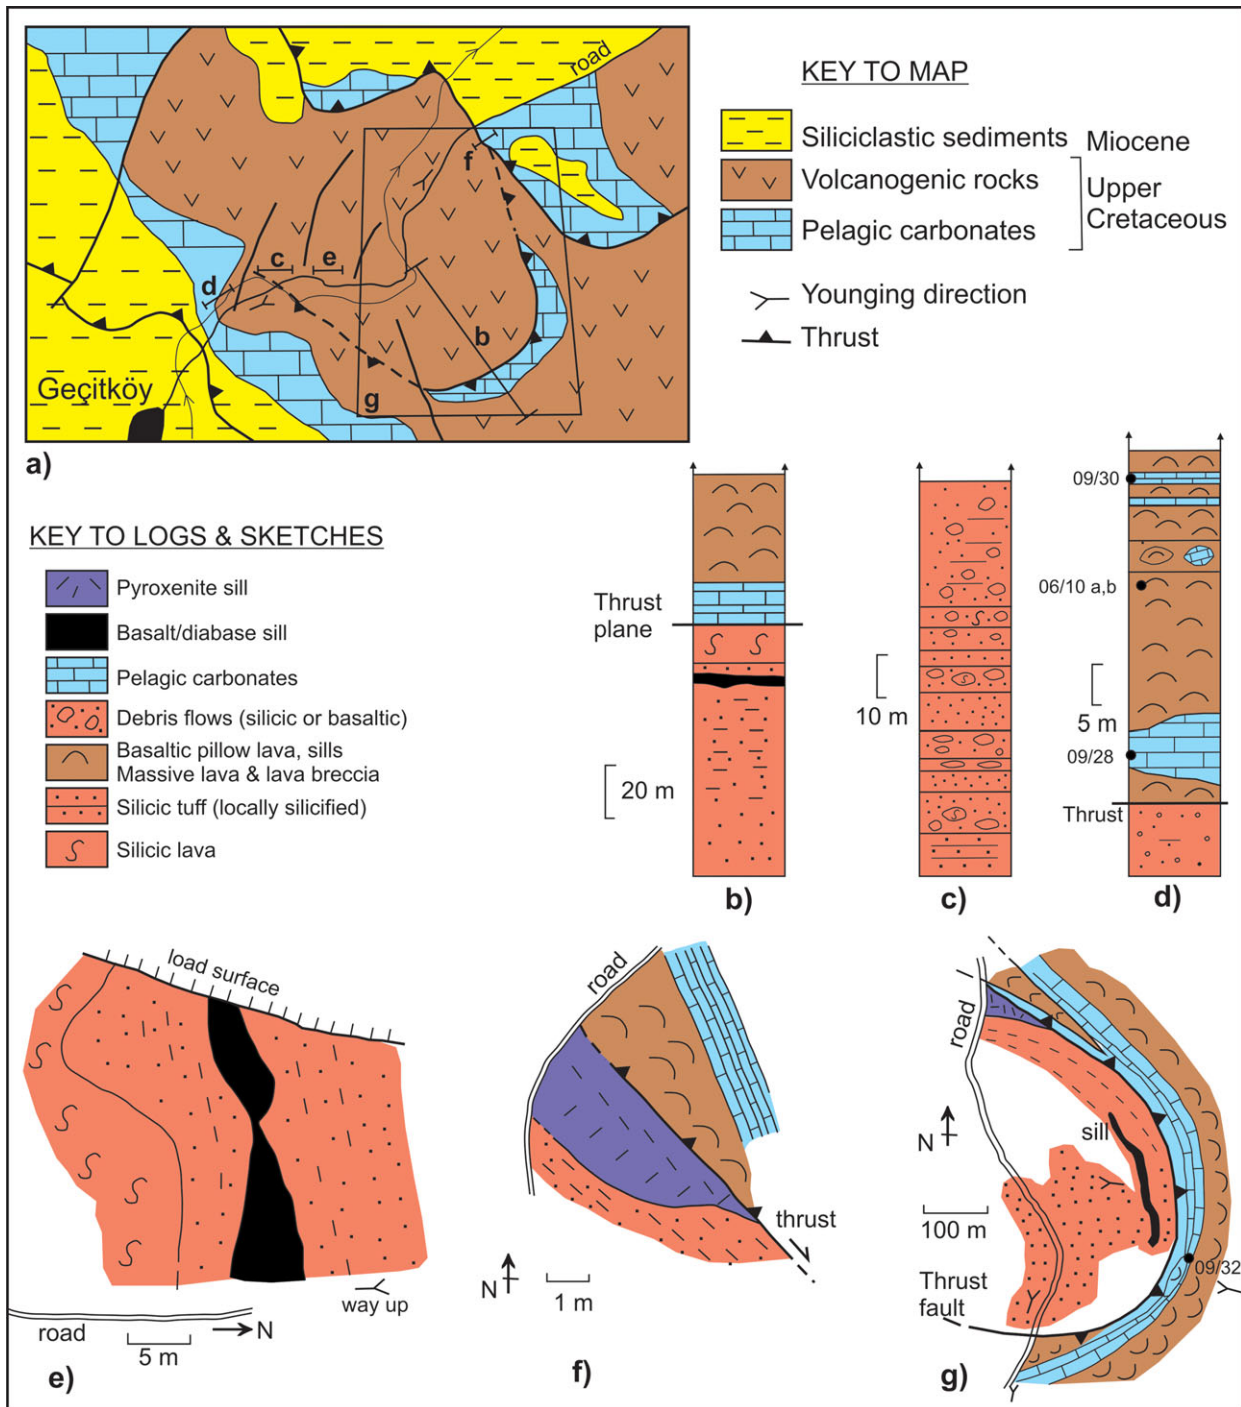 road
f
c
e
d
b
Geçitköy
g
a)
KEY TO MAP
Siliciclastic sediments
Miocene
Volcanogenic rocks
Upper
Cretaceous
Pelagic carbonates
Younging direction
Thrust
KEY TO LOGS & SKETCHES
Pyroxenite sill
Basalt/diabase sill
Pelagic carbonates
Debris flows (silicic or basaltic)
Basaltic pillow lava, sills
Massive lava & lava breccia
Silicic tuff (locally silicified)
Silicic lava
Thrust
plane
20 m
b)
10 m
c)
09/30
06/10 a,b
5 m
09/28
Thrust
d)
load surface
way up
road
N
5 m
e)
road
thrust
N
1 m
f)
road
N
sill
100 m
09/32
Thrust
fault
g)